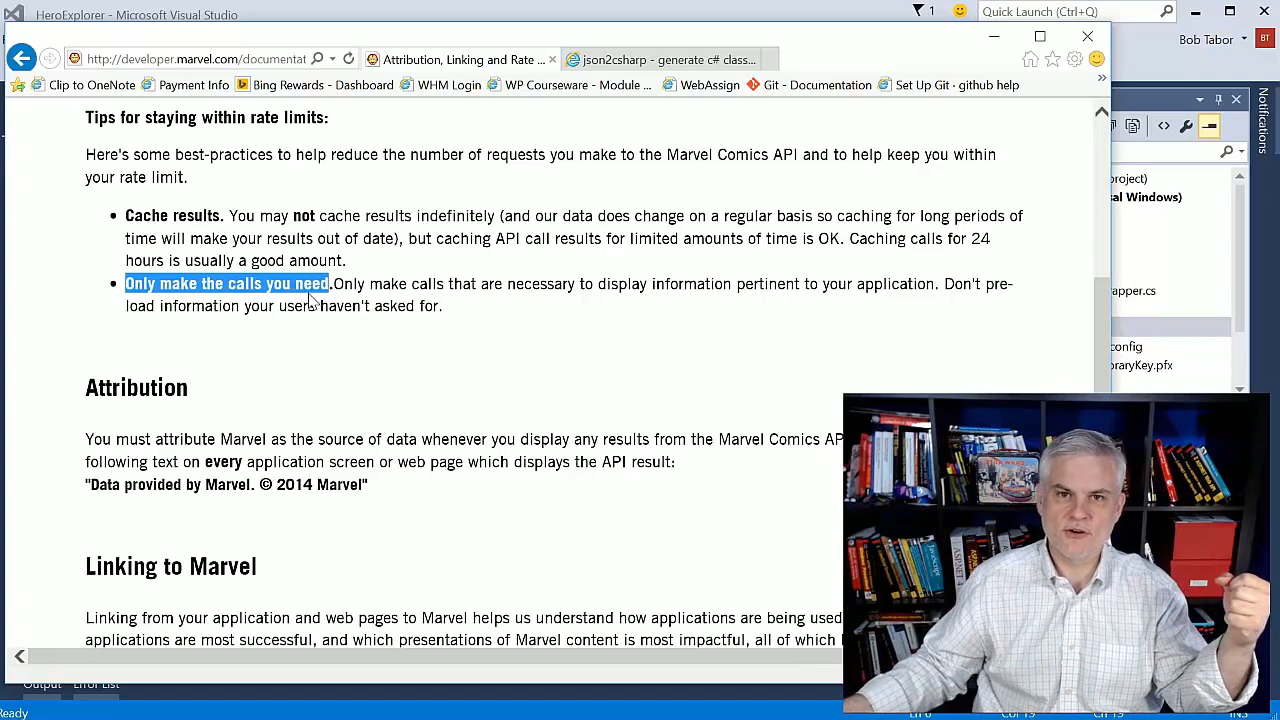 HeroExplorer - Microsoft Visual Studio
1
Quick Launch (Ctrl+Q)
Bob Tabor
BT
http://developer.marvel.com/documentat
Attribution, Linking and Rate ...
json2csharp - generate c# class...
Clip to OneNote
Payment Info
Bing Rewards - Dashboard
WHM Login
WP Courseware - Module ...
WebAssign
Git - Documentation
Set Up Git · github help
Notifications
Tips for staying within rate limits:
Here's some best-practices to help reduce the number of requests you make to the Marvel Comics API and to help keep you within
your rate limit.
• Cache results. You may not cache results indefinitely (and our data does change on a regular basis so caching for long periods of
time will make your results out of date), but caching API call results for limited amounts of time is OK. Caching calls for 24
hours is usually a good amount.
• Only make the calls you need.Only make calls that are necessary to display information pertinent to your application. Don't pre-
load information your users haven't asked for.
project)
al Windows)
apper.cs
config
oraryKey.pfx
Attribution
You must attribute Marvel as the source of data whenever you display any results from the Marvel Comics AP
following text on every application screen or web page which displays the API result:
"Data provided by Marvel. © 2014 Marvel"
Linking to Marvel
Linking from your application and web pages to Marvel helps us understand how applications are being used
applications are most successful, and which presentations of Marvel content is most impactful, all of which
Output
Error List
Ready
Ln 6
Col 19
Ch 19
INS